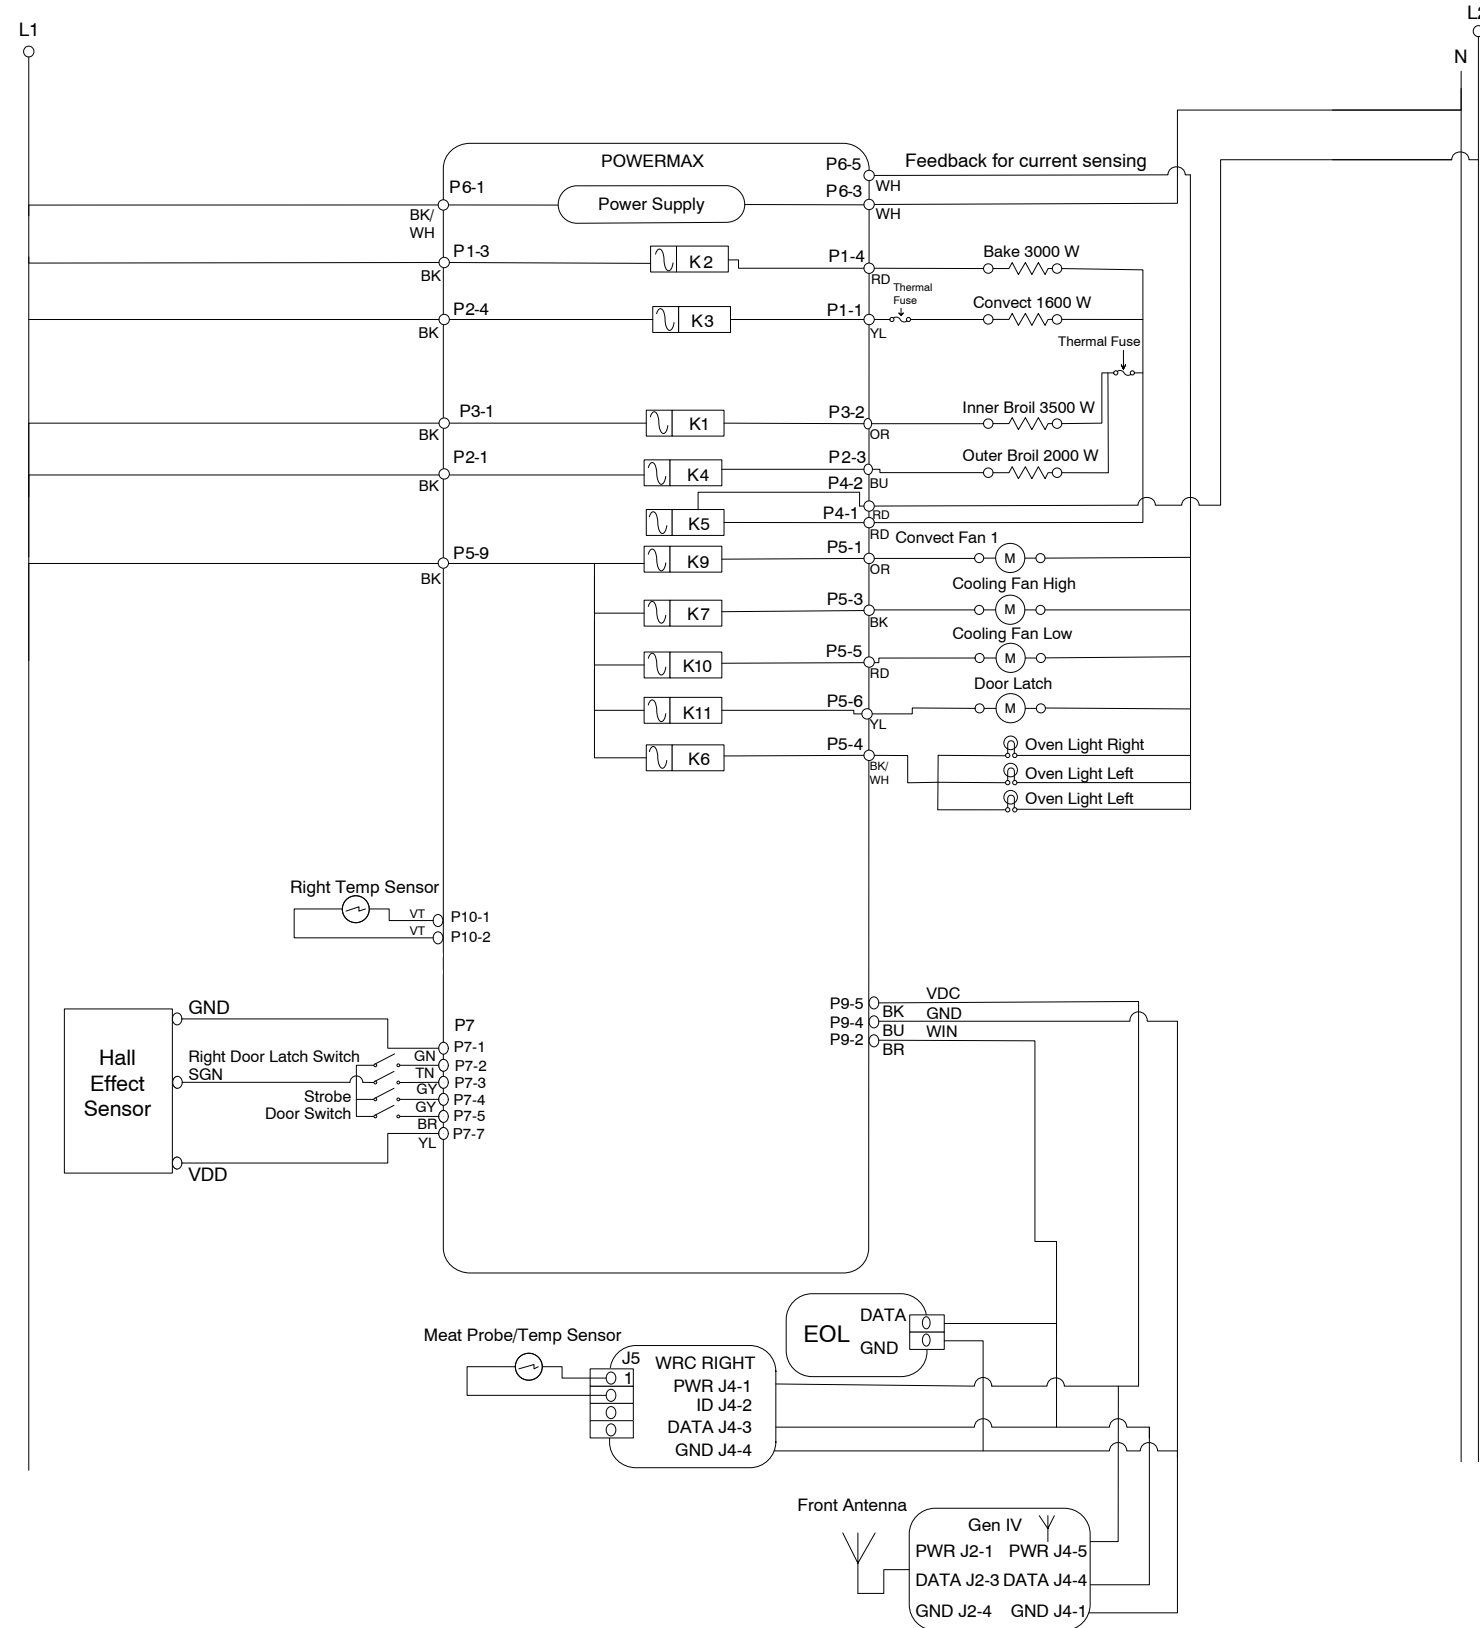 L1
L2
N
POWERMAX
P6-5
Feedback for current sensing
WH
P6-1
Power Supply
P6-3
BK/
WH
WH
P1-3
K2
P1-4
Bake 3000 W
BK
RD
Thermal
Fuse
P2-4
K3
P1-1
Convect 1600 W
BK
YL
Thermal Fuse
P3-1
K1
P3-2
Inner Broil 3500 W
BK
OR
P2-1
K4
P2-3
Outer Broil 2000 W
BK
BU
P4-2
RD
K5
P4-1
RD
Convect Fan 1
P5-9
K9
P5-1
M
BK
OR
Cooling Fan High
K7
P5-3
M
BK
Cooling Fan Low
K10
P5-5
M
RD
Door Latch
K11
P5-6
M
YL
K6
P5-4
Oven Light Right
BK/
WH
Oven Light Left
Oven Light Left
Right Temp Sensor
VT
P10-1
VT
P10-2
P9-5
VDC
BK
P9-4
GND
BU
P9-2
WIN
BR
Hall
Effect
Sensor
GND
P7
P7-1
Right Door Latch Switch
GN
P7-2
SGN
TN
P7-3
Strobe
GY
P7-4
Door Switch
GY
P7-5
BR
P7-7
YL
VDD
EOL
DATA
0
GND
0
Meat Probe/Temp Sensor
J5
WRC RIGHT
0
1
PWR J4-1
0
ID J4-2
0
DATA J4-3
0
GND J4-4
Front Antenna
Gen IV
PWR J2-1 PWR J4-5
DATA J2-3 DATA J4-4
GND J2-4 GND J4-1